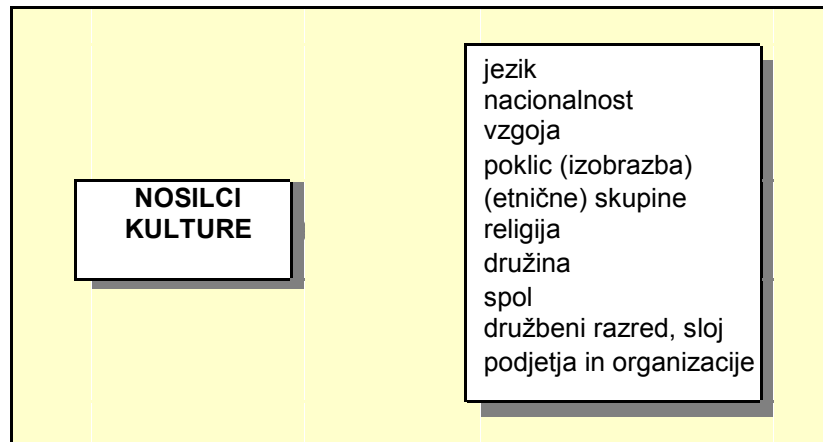 NOSILCI
KULTURE
jezik
nacionalnost
vzgoja
poklic (izobrazba)
(etnične) skupine
religija
družina
spol
družbeni razred, sloj
podjetja in organizacije